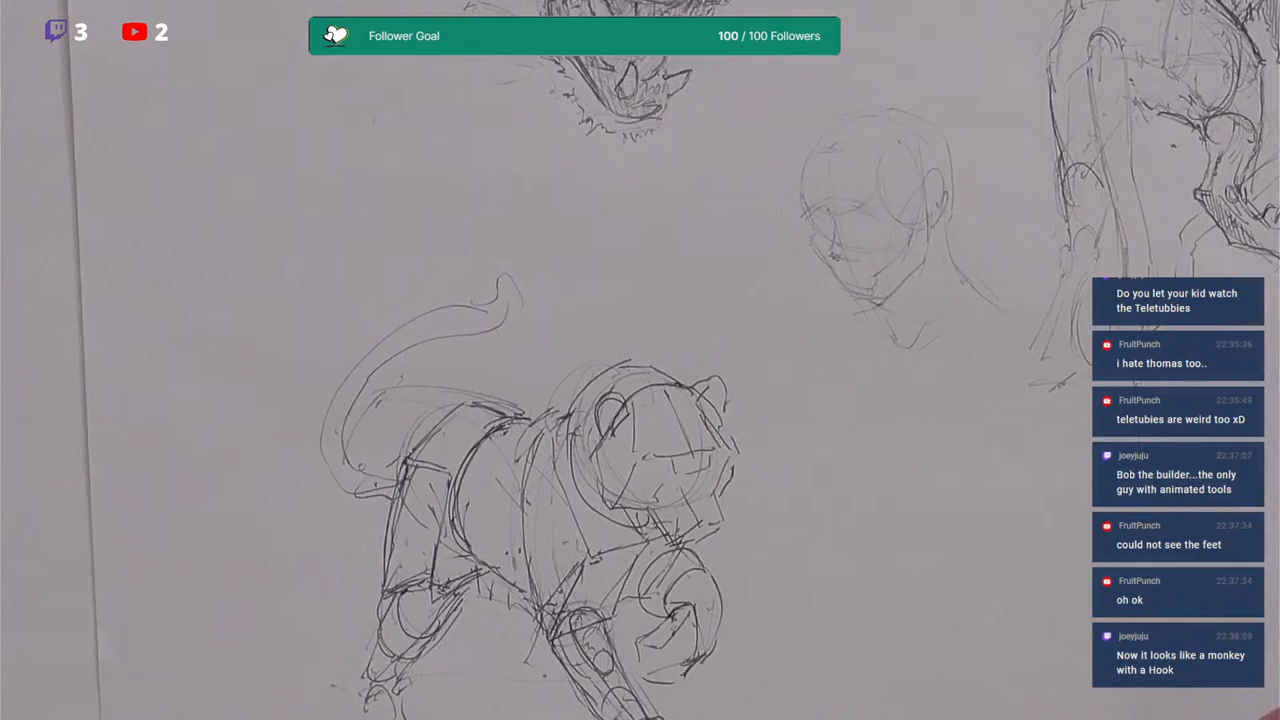 3
2
Follower Goal
100 / 100 Followers
Do you let your kid watch
the Teletubbies
FruitPunch 22:35:36
i hate thomas too..
FruitPunch 22:35:49
teletubies are weird too xD
joeyjuju 22:37:07
Bob the builder...the only
guy with animated tools
FruitPunch 22:37:34
could not see the feet
FruitPunch 22:37:34
oh ok
joeyjuju 22:38:09
Now it looks like a monkey
with a Hook